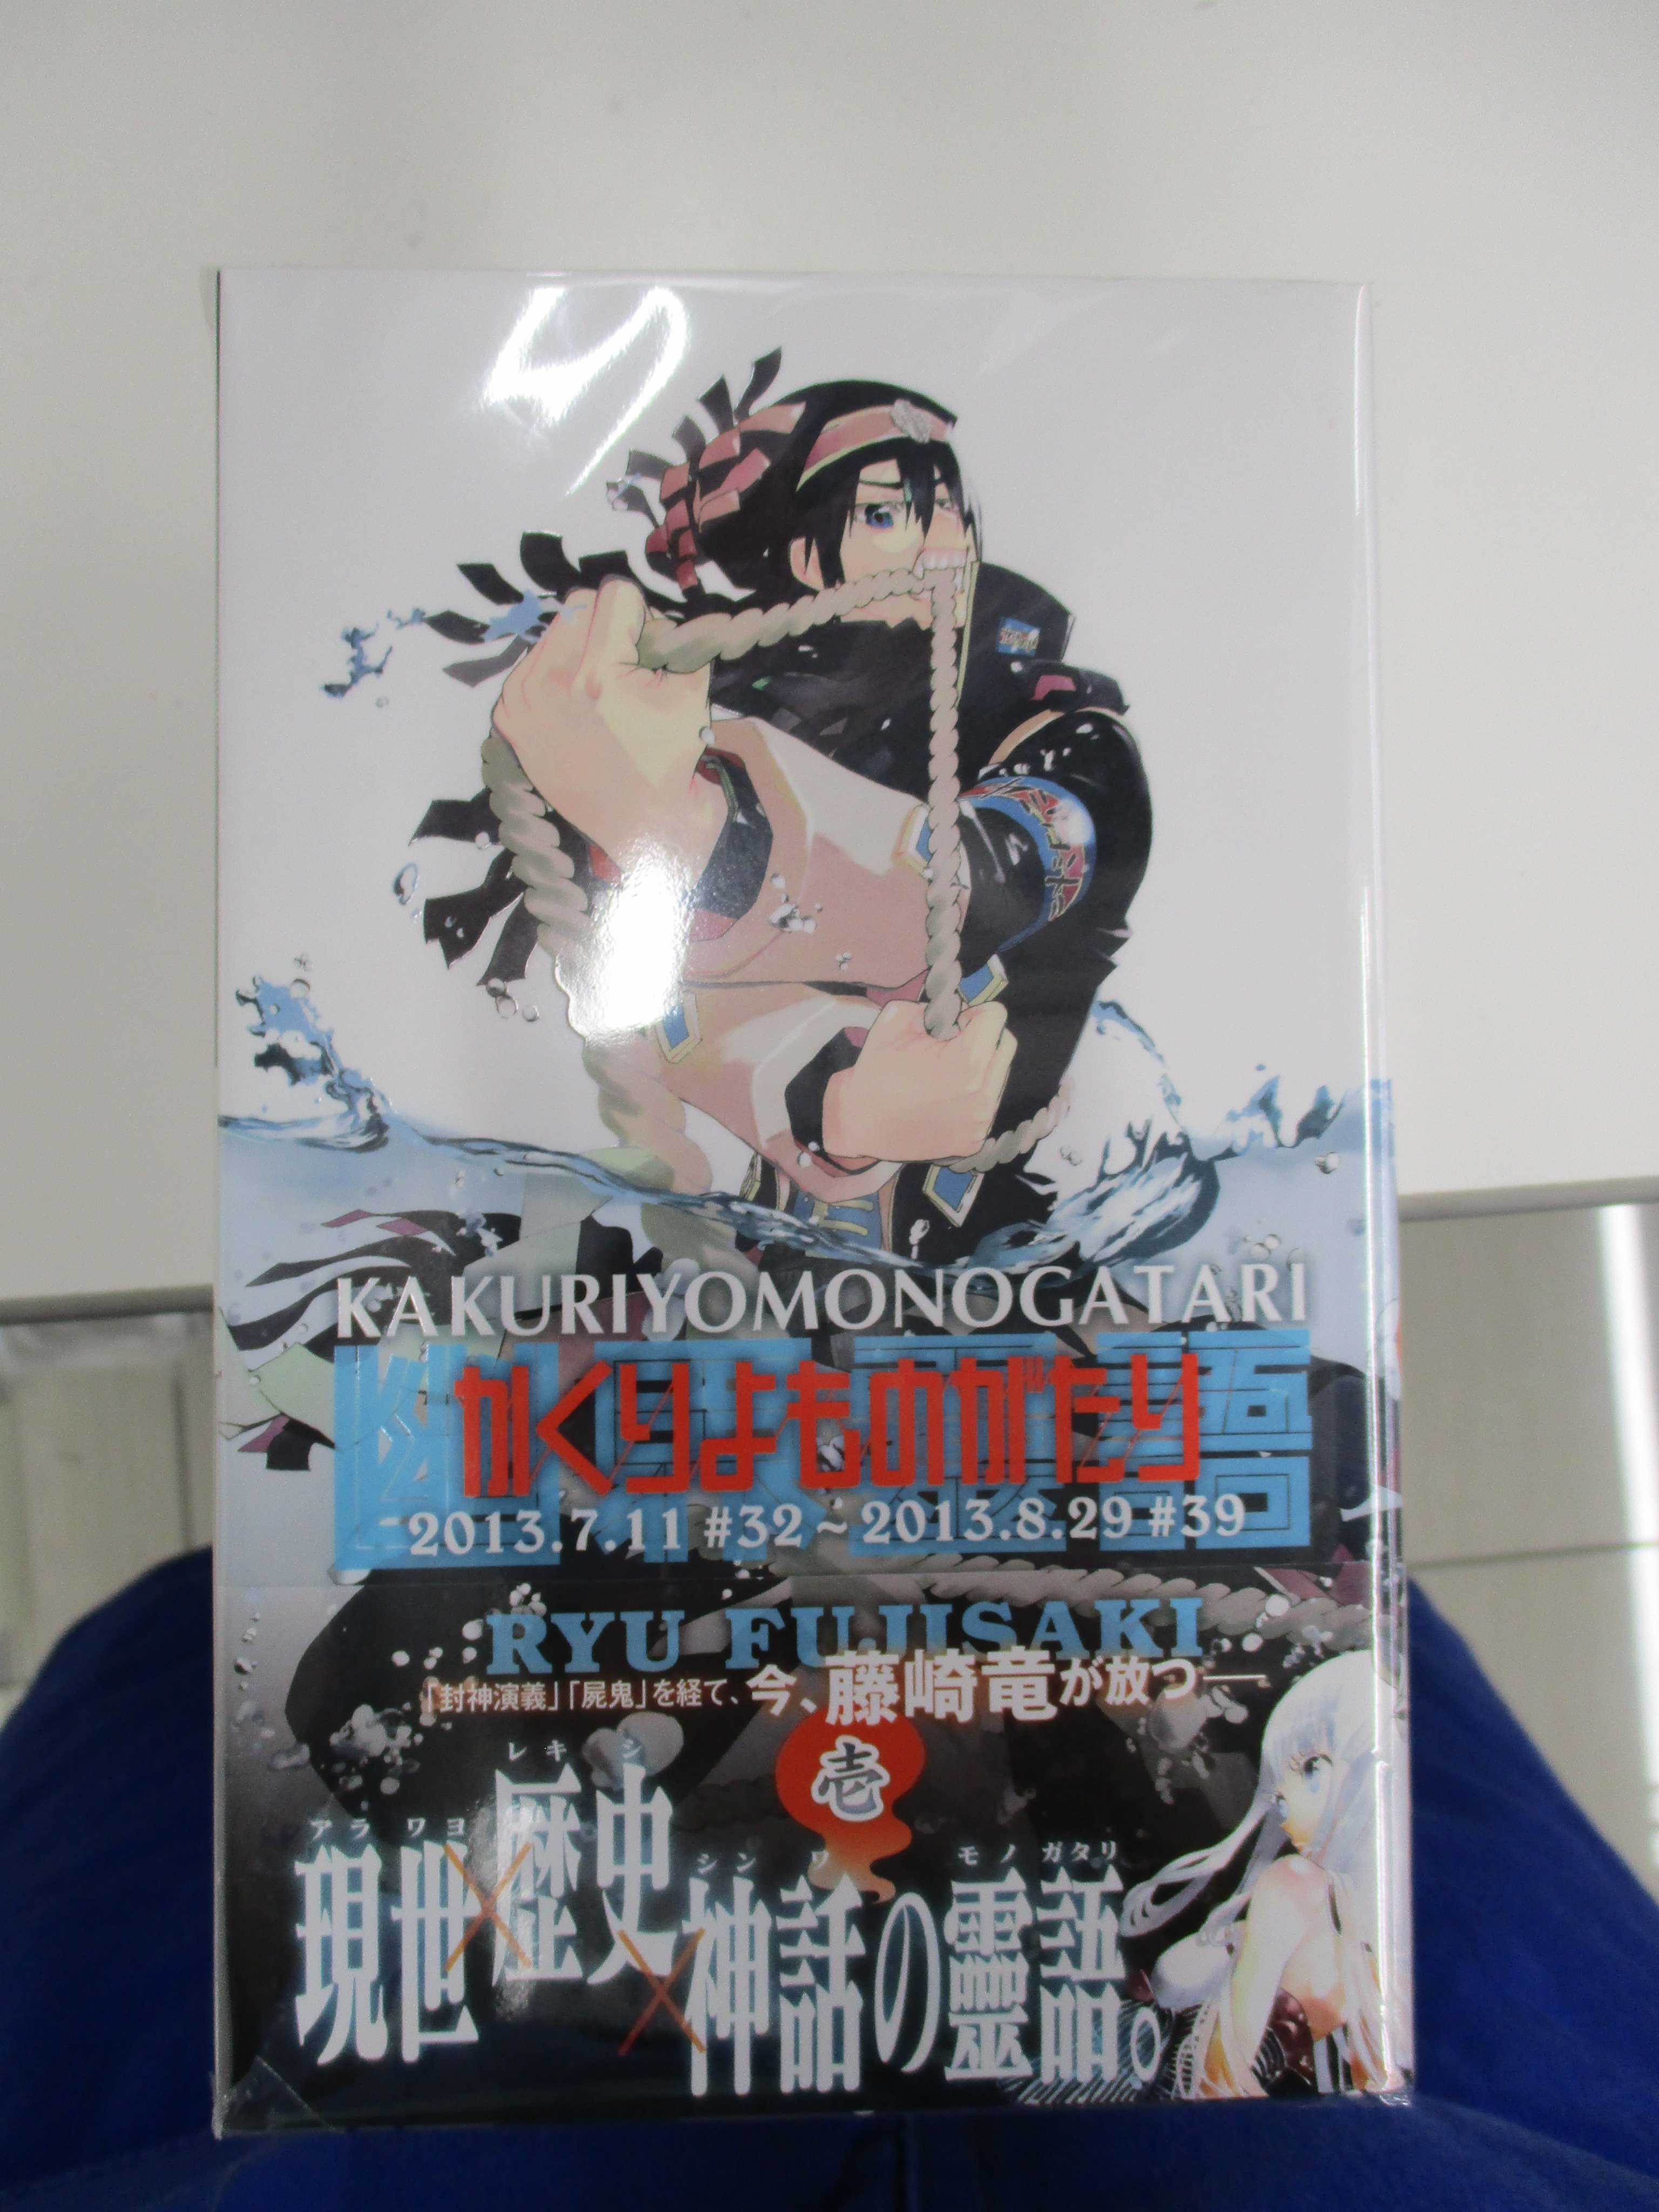 KAKURIYOMONOGATARI
かくりよものがたり
2013.7.11 #32 ~ 2013.8.29 #39
RYU FUJISAKI
「封神演義」「屍鬼」を経て、今、藤崎竜が放つ——
壱
アラワヨ レキシ シンワ モノガタリ
現世×歴史×神話の靈語。